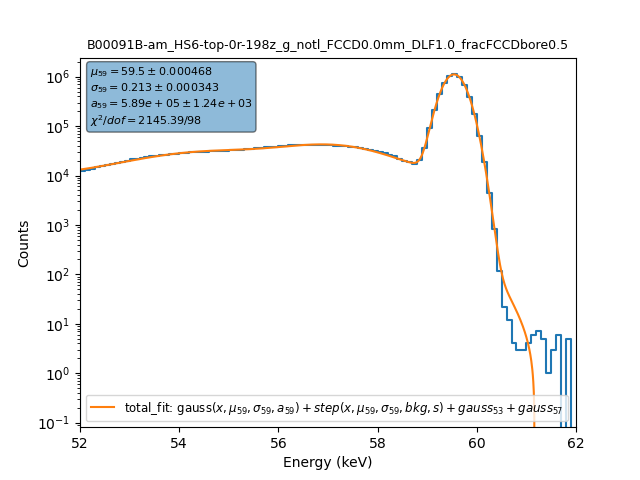 B00091B-am_HS6-top-0r-198z_g_notl_FCCD0.0mm_DLF1.0_fracFCCDbore0.5
μ₅₉ = 59.5 ± 0.000468
σ₅₉ = 0.213 ± 0.000343
a₅₉ = 5.89e + 05 ± 1.24e + 03
χ²/dof = 2145.39/98
Counts
10⁶
10⁵
10⁴
10³
10²
10¹
10⁰
10⁻¹
total_fit: gauss(x, μ₅₉, σ₅₉, a₅₉) + step(x, μ₅₉, σ₅₉, bkg, s) + gauss₅₃ + gauss₅₇
52 54 56 58 60 62
Energy (keV)